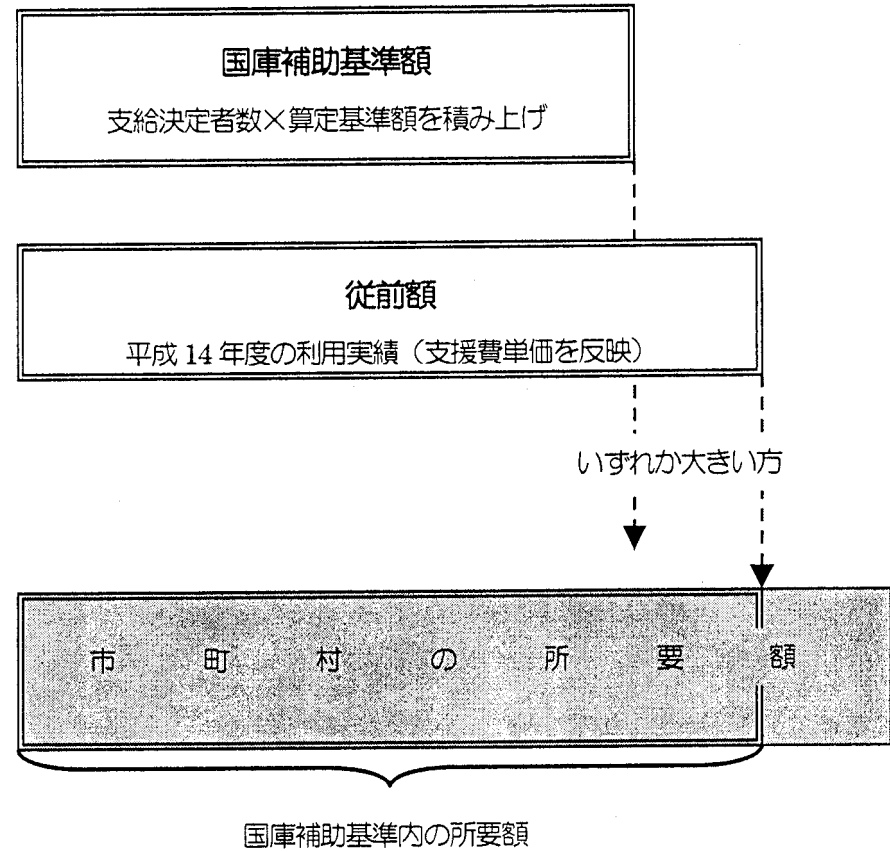 国庫補助基準額
支給決定者数×算定基準額を積み上げ
従前額
平成14年度の利用実績（支援費単価を反映）
いずれか大きい方
市町村の所要額
国庫補助基準内の所要額